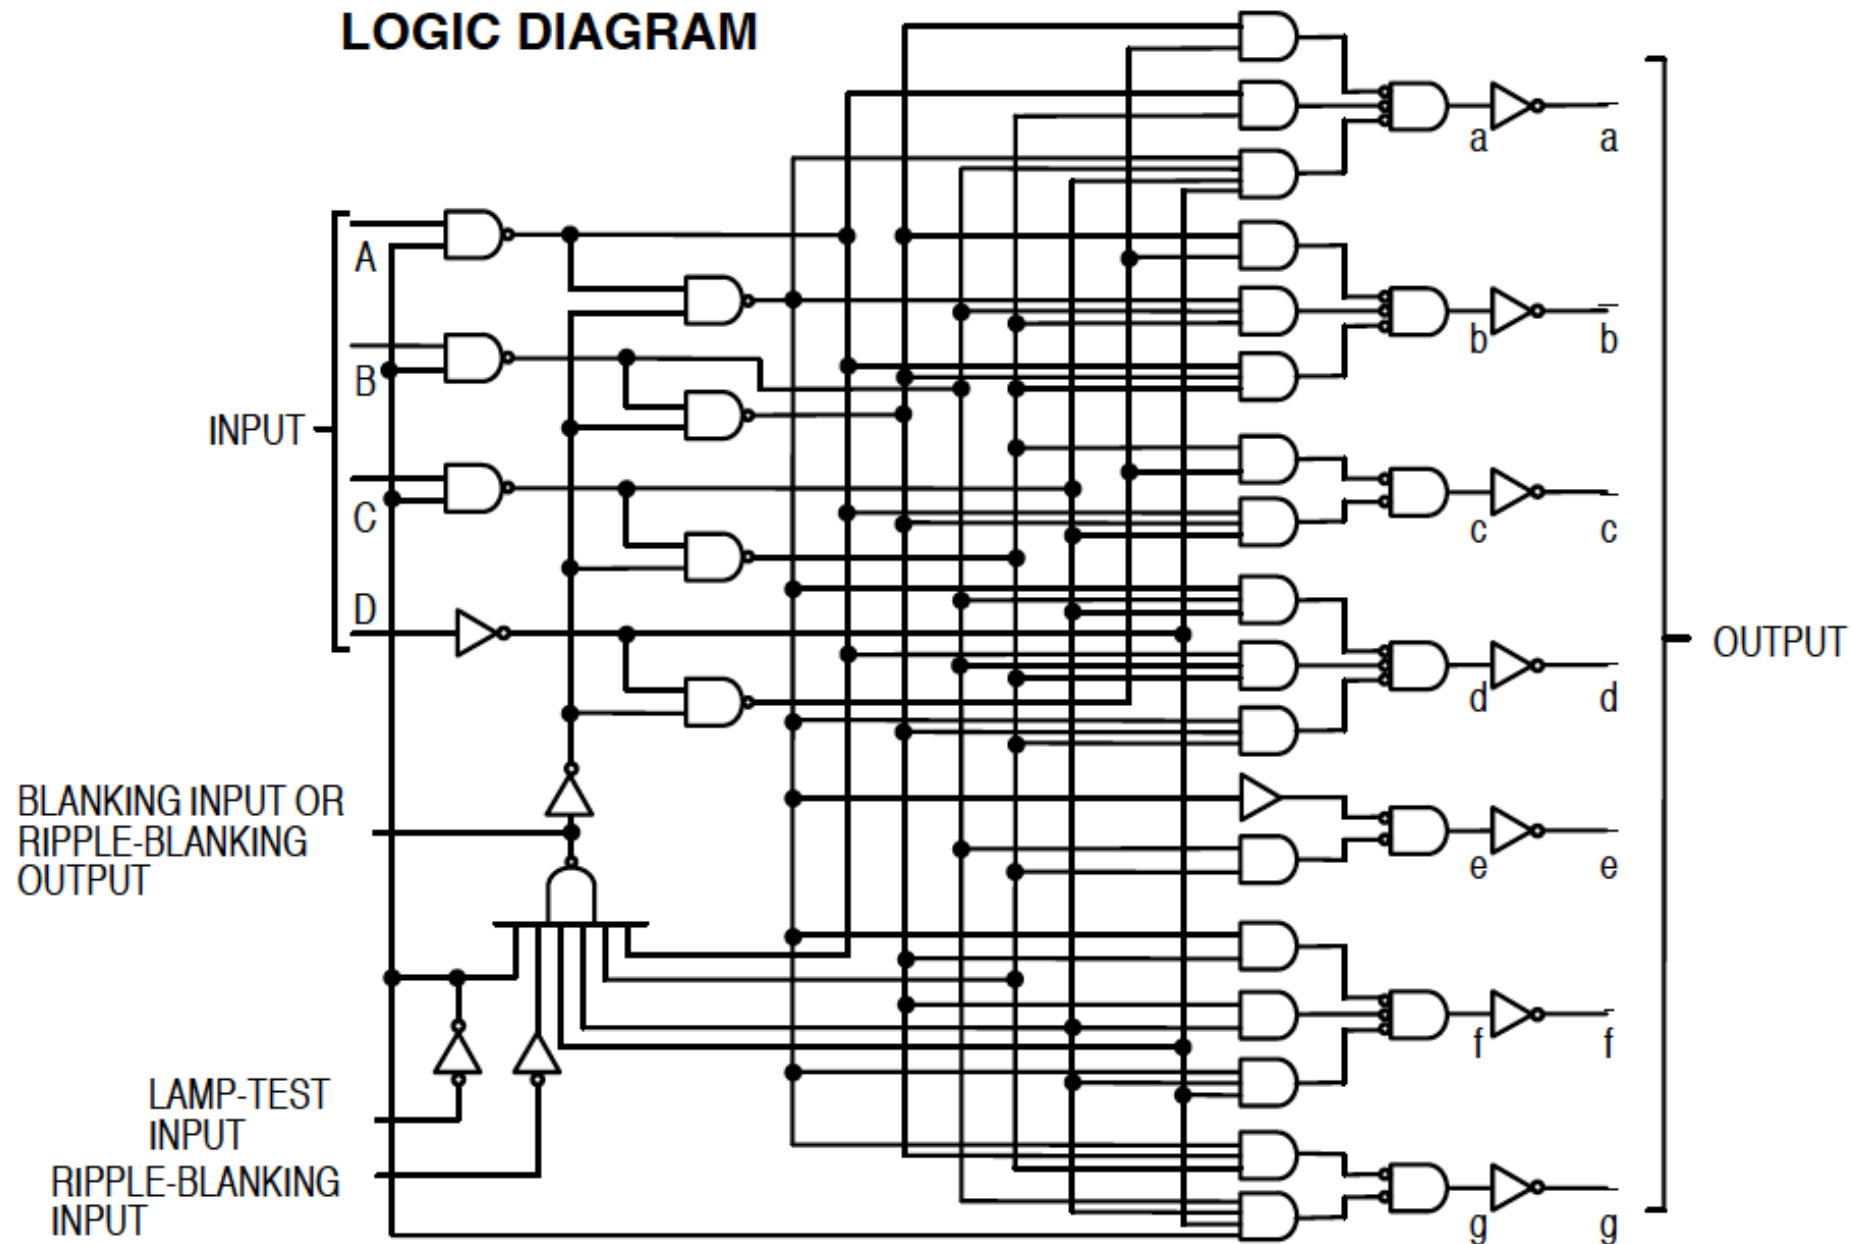 LOGIC DIAGRAM
A
B
INPUT
C
D
BLANKING INPUT OR
RIPPLE-BLANKING
OUTPUT
LAMP-TEST
INPUT
RIPPLE-BLANKING
INPUT
a a
b b
c c
d d
e e
f f
g g
OUTPUT